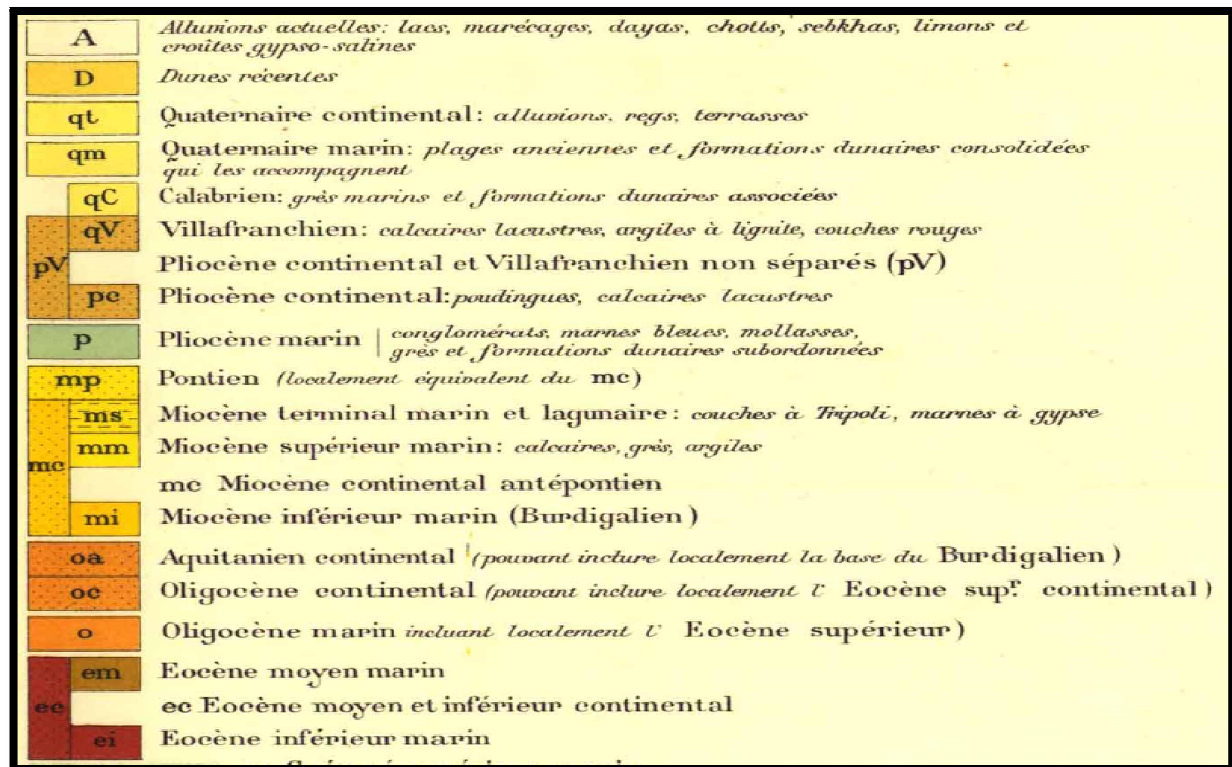 A Alluvions actuelles: lacs, marécages, dayas, chotts, sebkhas, limons et
croûtes gypso-salines
D Dunes récentes
qt Quaternaire continental: alluvions, regs, terrasses
qm Quaternaire marin: plages anciennes et formations dunaires consolidées
qui les accompagnent
qC Calabrien: grès marins et formations dunaires associées
qV Villafranchien: calcaires lacustres, argiles à lignite, couches rouges
pV Pliocène continental et Villafranchien non séparés (pV)
pc Pliocène continental: poudingues, calcaires lacustres
p Pliocène marin | conglomérats, marnes bleues, mollasses,
grès et formations dunaires subordonnées
mp Pontien (localement équivalent du mc)
ms Miocène terminal marin et lagunaire: couches à Tripoli, marnes à gypse
mm Miocène supérieur marin: calcaires, grès, argiles
mc mc Miocène continental antépontien
mi Miocène inférieur marin (Burdigalien)
oa Aquitanien continental (pouvant inclure localement la base du Burdigalien)
oc Oligocène continental (pouvant inclure localement l' Eocène supr. continental)
o Oligocène marin incluant localement l' Eocène supérieur)
em Eocène moyen marin
ec ec Eocène moyen et inférieur continental
ei Eocène inférieur marin